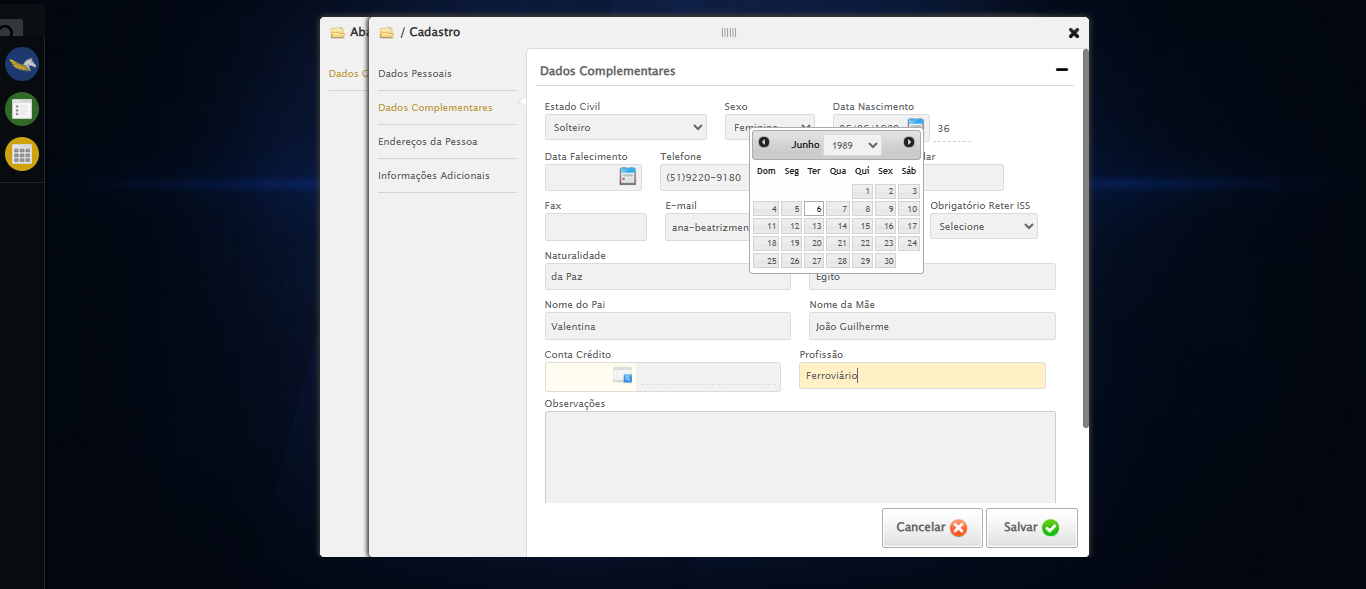 Aba / Cadastro
Dados C
Dados Pessoais
Dados Complementares
Endereços da Pessoa
Informações Adicionais
Dados Complementares
Estado Civil Sexo Data Nascimento
Solteiro 36
Junho 1989
Data Falecimento Telefone
(51)9220-9180
Dom Seg Ter Qua Qui Sex Sáb
1 2 3
4 5 6 7 8 9 10
11 12 13 14 15 16 17
18 19 20 21 22 23 24
25 26 27 28 29 30
Fax E-mail Obrigatório Reter ISS
ana-beatrizmen Selecione
Naturalidade
da Paz Egito
Nome do Pai Nome da Mãe
Valentina João Guilherme
Conta Crédito Profissão
Ferroviário
Observações
Cancelar Salvar